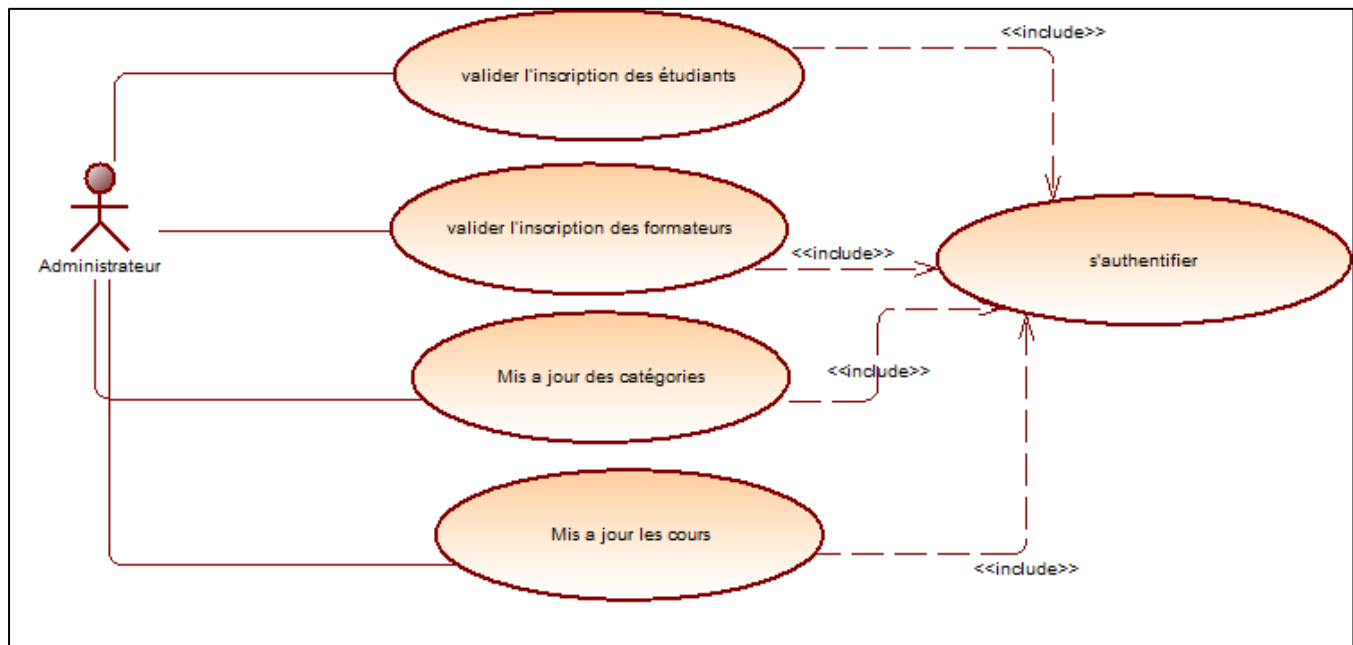 <<include>>
valider l'inscription des étudiants
valider l'inscription des formateurs
<<include>>
s'authentifier
Administrateur
Mis a jour des catégories
<<include>>
Mis a jour les cours
<<include>>